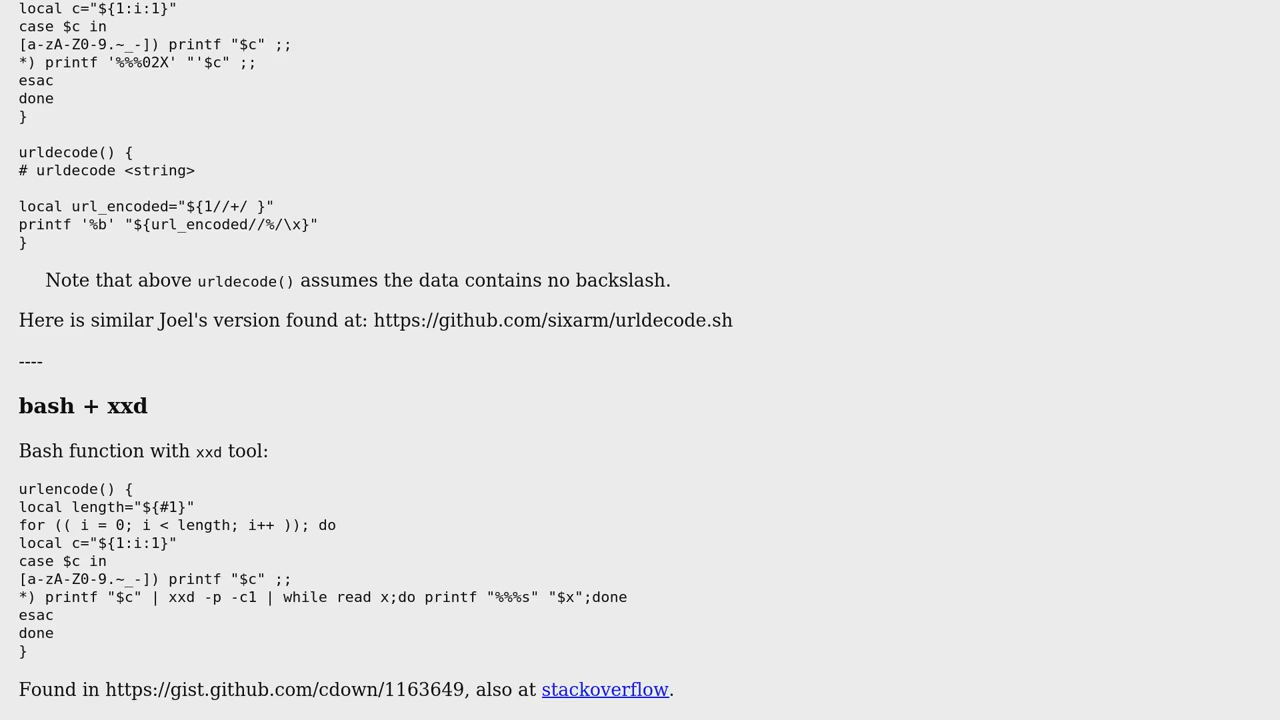 local c="${1:i:1}"
case $c in
[a-zA-Z0-9.~_-]) printf "$c" ;;
*) printf '%%%02X' "'$c" ;;
esac
done
}
urldecode() {
# urldecode <string>
local url_encoded="${1//+/ }"
printf '%b' "${url_encoded//%/\x}"
}
Note that above urldecode() assumes the data contains no backslash.
Here is similar Joel's version found at: https://github.com/sixarm/urldecode.sh
----
bash + xxd
Bash function with xxd tool:
urlencode() {
local length="${#1}"
for (( i = 0; i < length; i++ )); do
local c="${1:i:1}"
case $c in
[a-zA-Z0-9.~_-]) printf "$c" ;;
*) printf "$c" | xxd -p -c1 | while read x;do printf "%%%s" "$x";done
esac
done
}
Found in https://gist.github.com/cdown/1163649, also at stackoverflow.